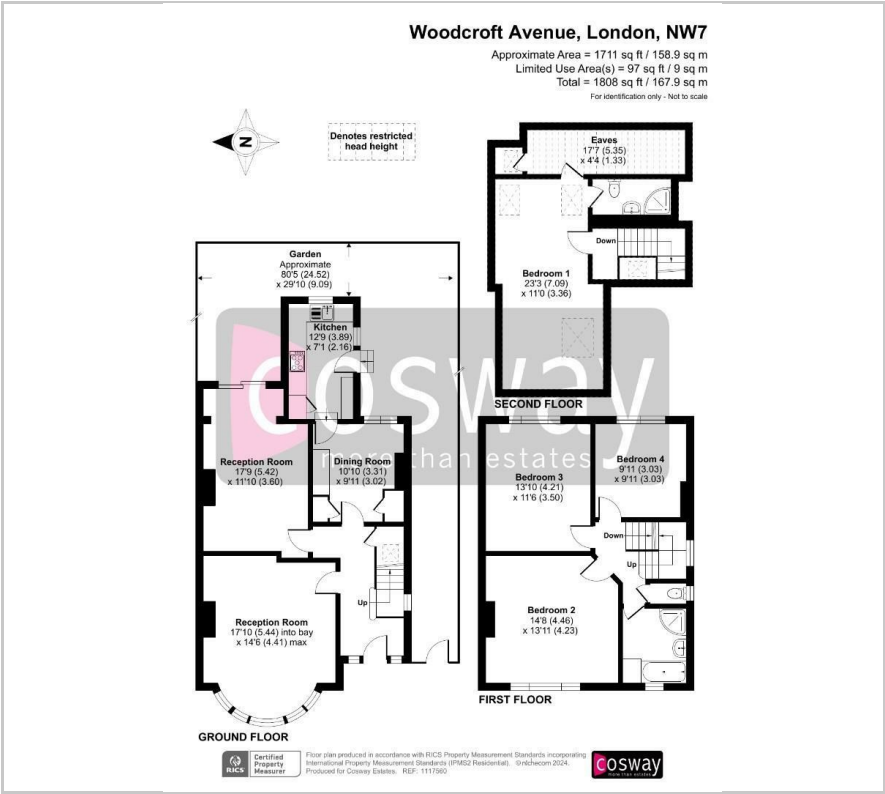 Woodcroft Avenue, London, NW7
Approximate Area = 1711 sq ft / 158.9 sq m
Limited Use Area(s) = 97 sq ft / 9 sq m
Total = 1808 sq ft / 167.9 sq m
For identification only - Not to scale
N
Denotes restricted
head height
Eaves
17'7 (5.35)
x 4'4 (1.33)
Down
Bedroom 1
23'3 (7.09)
x 11'0 (3.36)
SECOND FLOOR
Garden
Approximate
80'5 (24.52)
x 29'10 (9.09)
Kitchen
12'9 (3.89)
x 7'1 (2.16)
cosway
more than estates
Reception Room
17'9 (5.42)
x 11'10 (3.60)
Dining Room
10'10 (3.31)
x 9'11 (3.02)
Up
Reception Room
17'10 (5.44) into bay
x 14'6 (4.41) max
GROUND FLOOR
Bedroom 3
13'10 (4.21)
x 11'6 (3.50)
Bedroom 4
9'11 (3.03)
x 9'11 (3.03)
Down
Up
Bedroom 2
14'8 (4.46)
x 13'11 (4.23)
FIRST FLOOR
RICS
Certified
Property
Measurer
Floor plan produced in accordance with RICS Property Measurement Standards incorporating
International Property Measurement Standards (IPMS2 Residential). © nichecom 2024.
Produced for Cosway Estates. REF: 1117560
cosway
more than estates